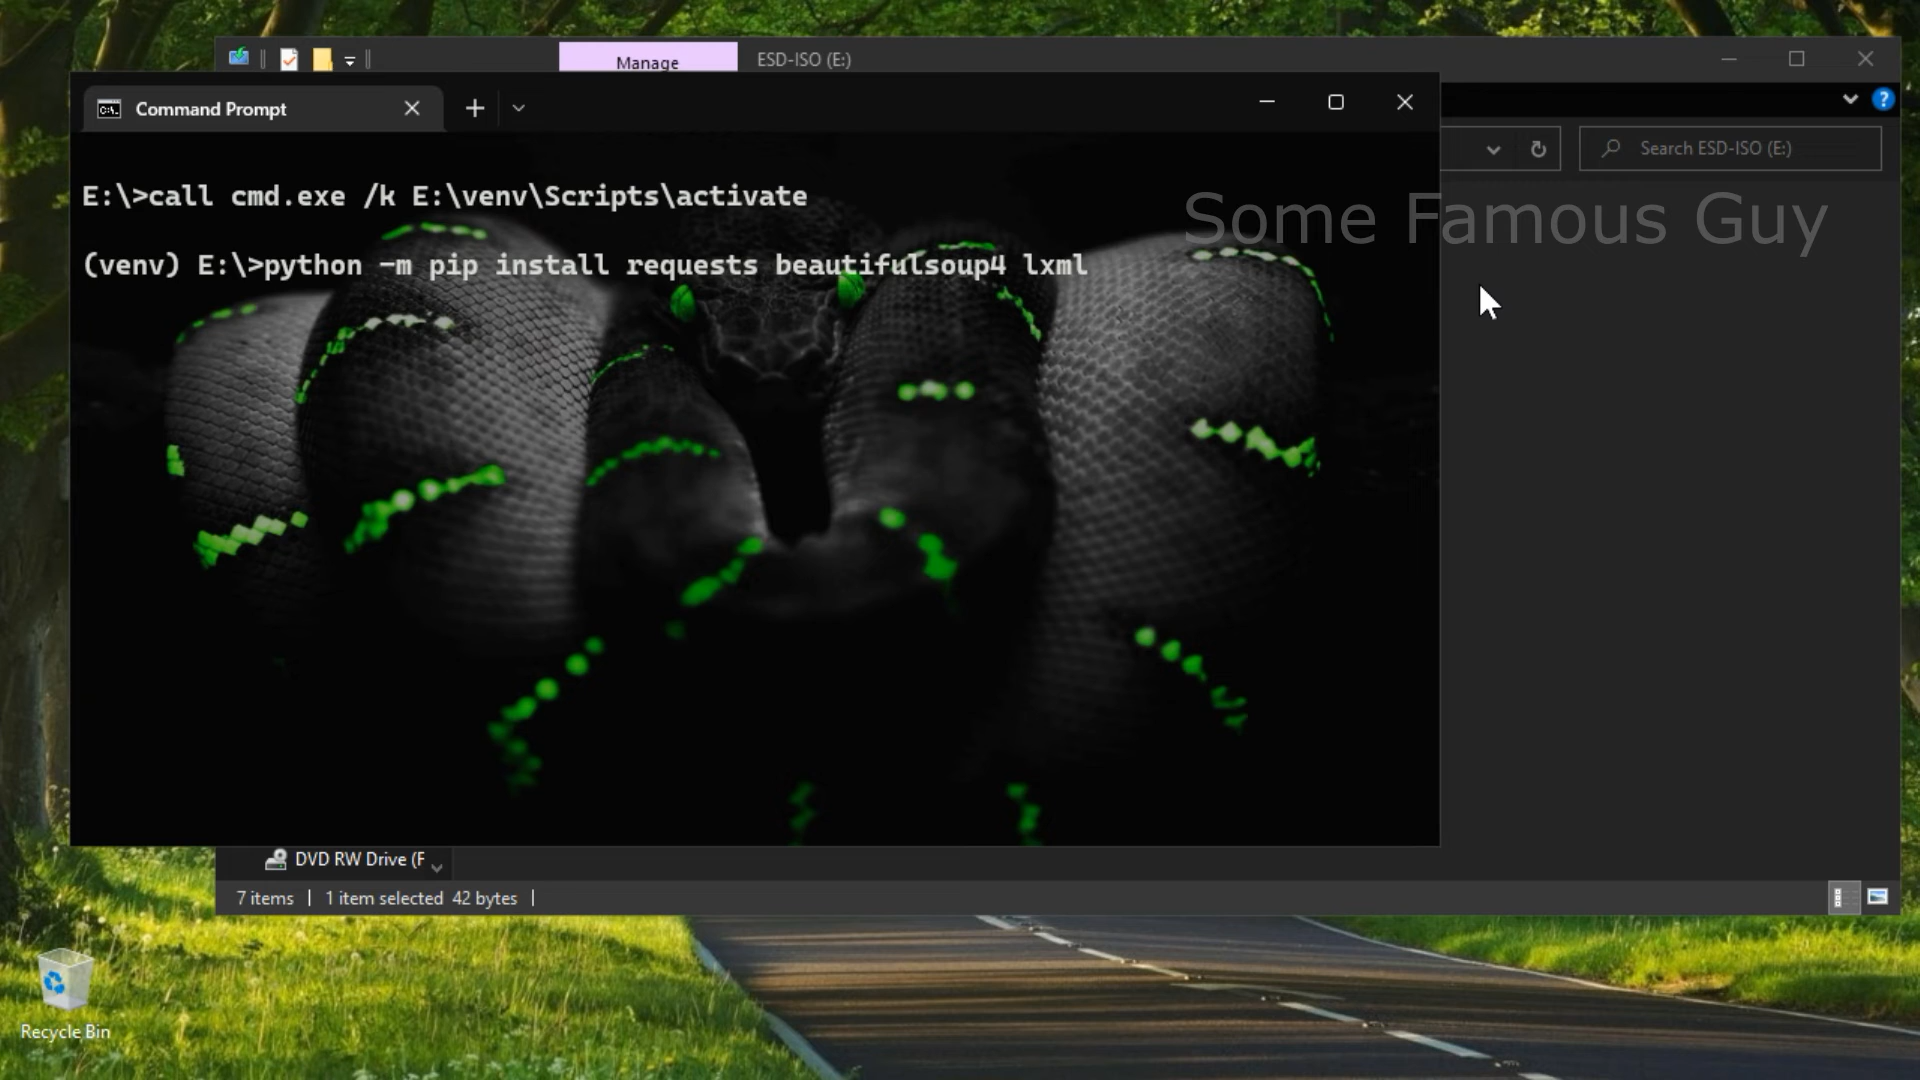 Manage
ESD-ISO (E:)
Command Prompt
Search ESD-ISO (E:)
E:\>call cmd.exe /k E:\venv\Scripts\activate
Some Famous Guy
(venv) E:\>python -m pip install requests beautifulsoup4 lxml
DVD RW Drive (F
7 items
1 item selected 42 bytes
Recycle Bin